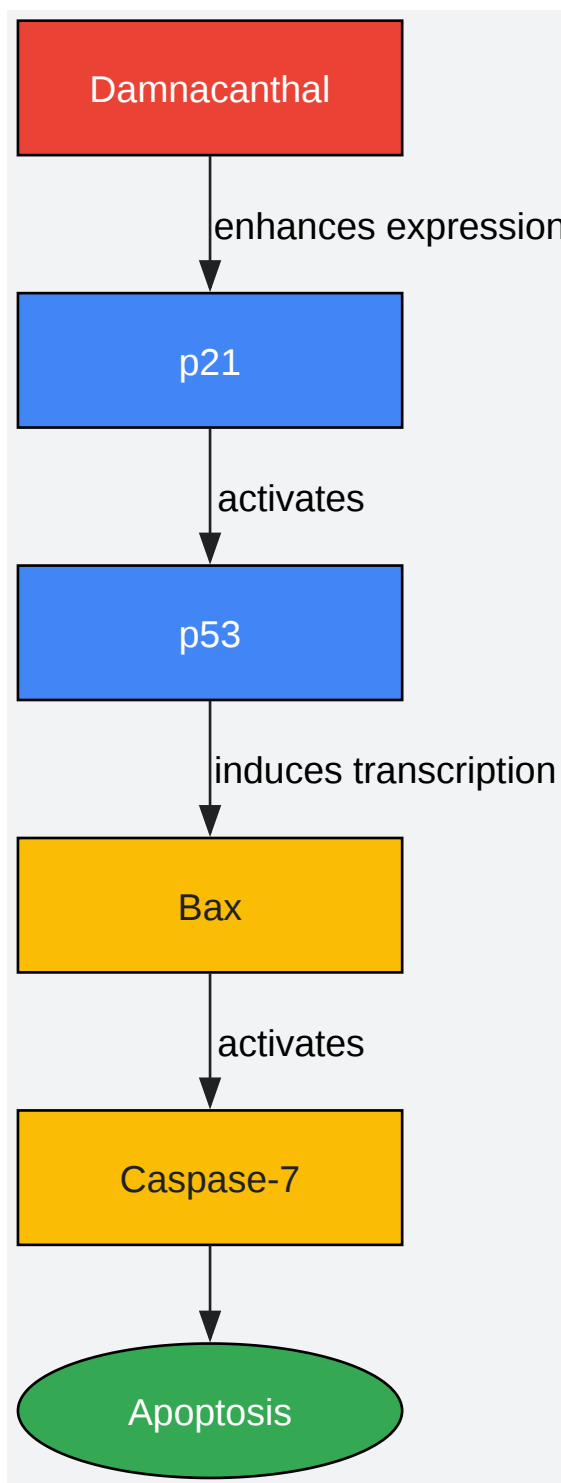 Damnacanthal
enhances expression
p21
activates
p53
induces transcription
Bax
activates
Caspase-7
Apoptosis